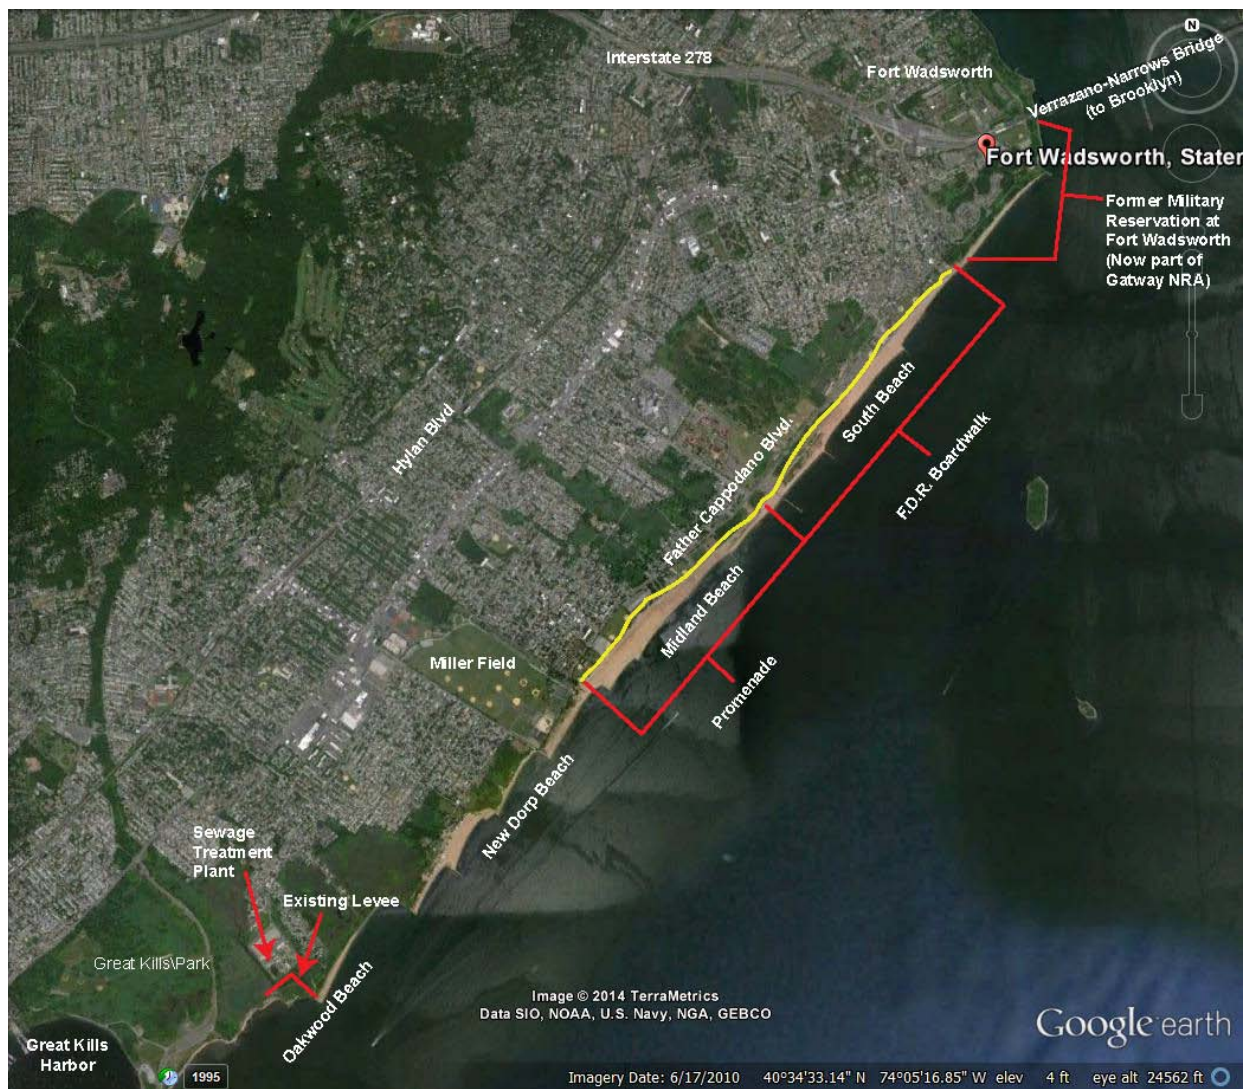 N
Interstate 278
Fort Wadsworth
Verrazano-Narrows Bridge
(to Brooklyn)
Fort Wadsworth, Staten
Former Military
Reservation at
Fort Wadsworth
(Now part of
Gatway NRA)
South Beach
Hylan Blvd
Father Cappodano Blvd.
F.D.R. Boardwalk
Midland Beach
Miller Field
Promenade
New Dorp Beach
Sewage
Treatment
Plant
Existing Levee
Great Kills\Park
Oakwood Beach
Great Kills
Harbor
1995
Image © 2014 TerraMetrics
Data SIO, NOAA, U.S. Navy, NGA, GEBCO
Google earth
Imagery Date: 6/17/2010 40°34'33.14" N 74°05'16.85" W elev 4 ft eye alt 24562 ft